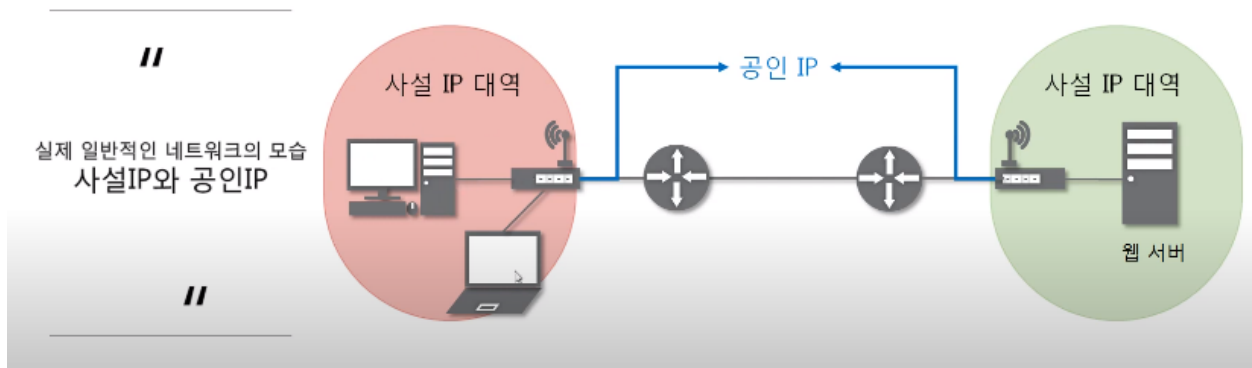 "
실제 일반적인 네트워크의 모습
사설IP와 공인IP
"
사설 IP 대역
공인 IP
사설 IP 대역
웹 서버